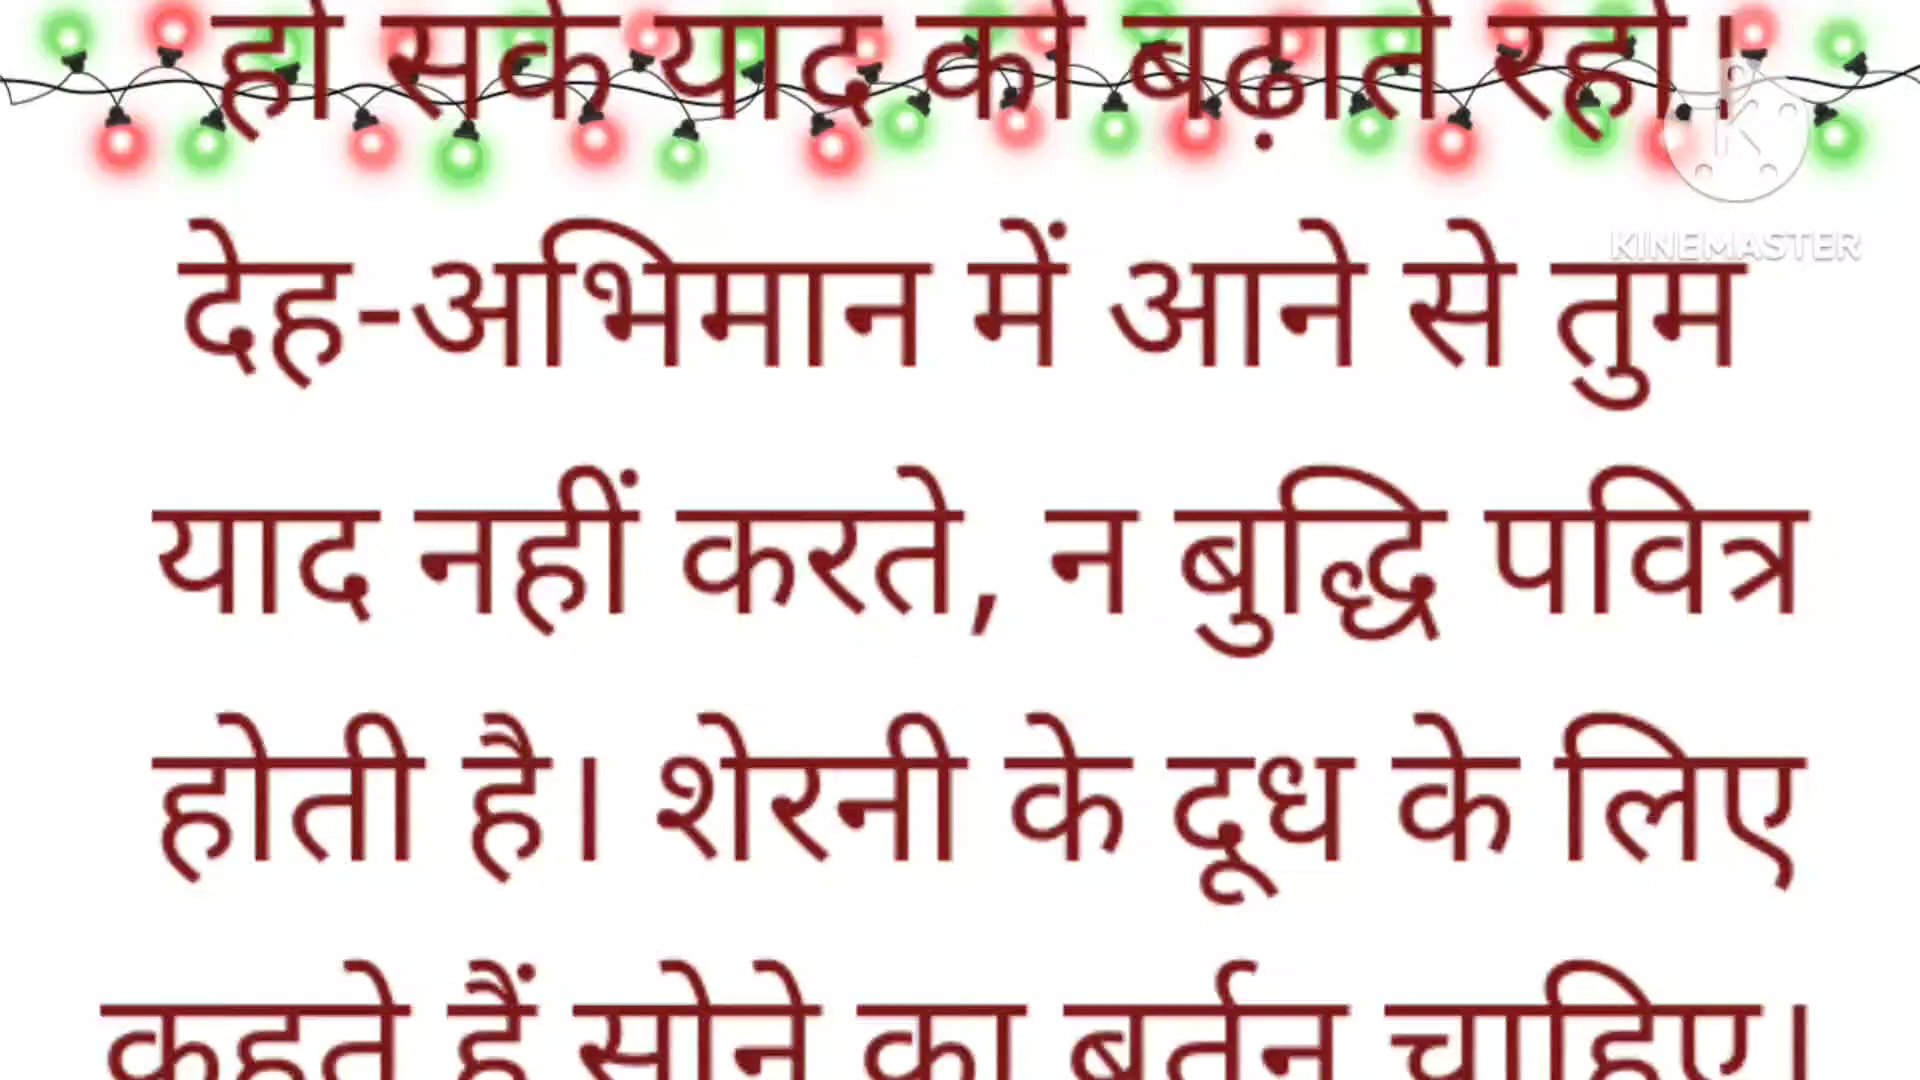 हो सके याद को बढ़ाते रहो।
देह-अभिमान में आने से तुम
याद नहीं करते, न बुद्धि पवित्र
होती है। शेरनी के दूध के लिए
कहते हैं सोने का बर्तन चाहिए।
K
KINEMASTER